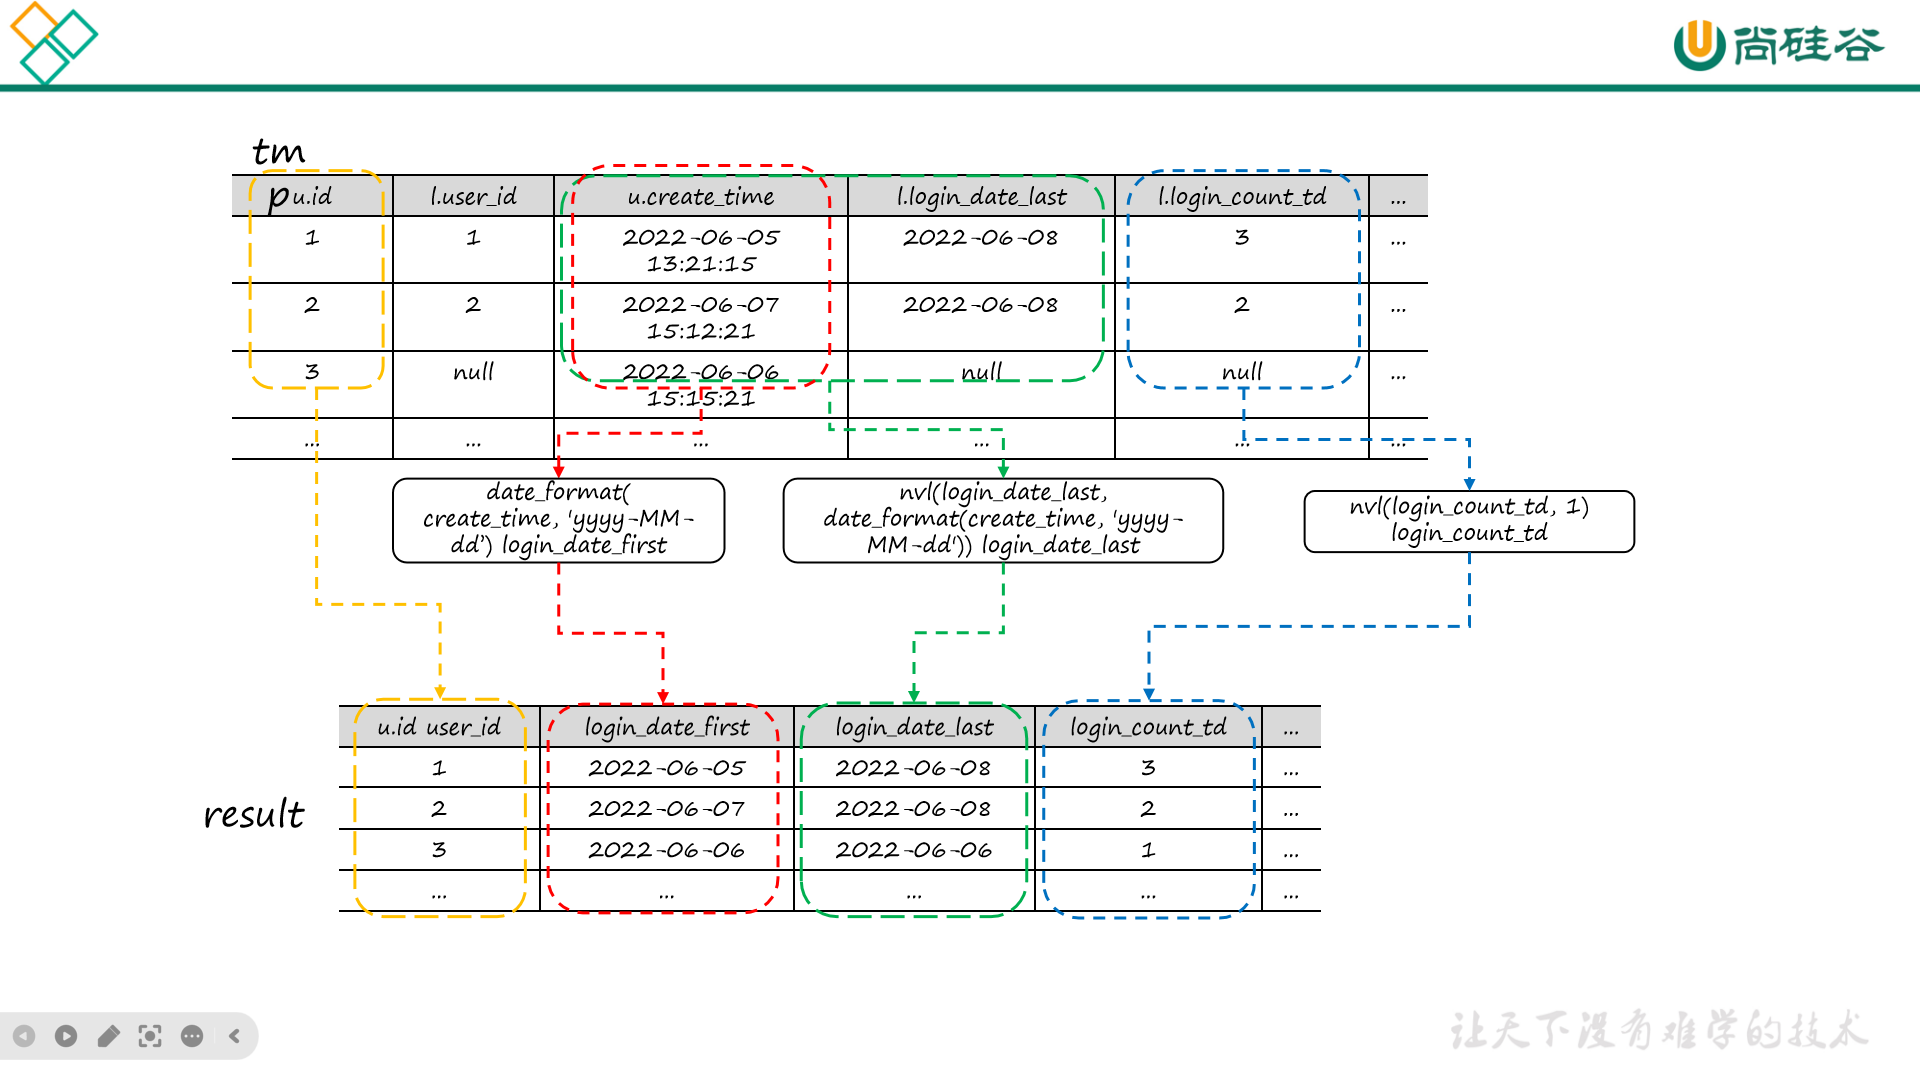 尚硅谷
tmp
u.id l.user_id u.create_time l.login_date_last l.login_count_td ...
1 1 2022-06-05 13:21:15 2022-06-08 3 ...
2 2 2022-06-07 15:12:21 2022-06-08 2 ...
3 null 2022-06-06 15:15:21 null null ...
... ... ... ... ... ...
date_format(
create_time, 'yyyy-MM-
dd’) login_date_first
nvl(login_date_last,
date_format(create_time, 'yyyy-
MM-dd')) login_date_last
nvl(login_count_td, 1)
login_count_td
result
u.id user_id login_date_first login_date_last login_count_td ...
1 2022-06-05 2022-06-08 3 ...
2 2022-06-07 2022-06-08 2 ...
3 2022-06-06 2022-06-06 1 ...
... ... ... ... ...
让天下没有难学的技术